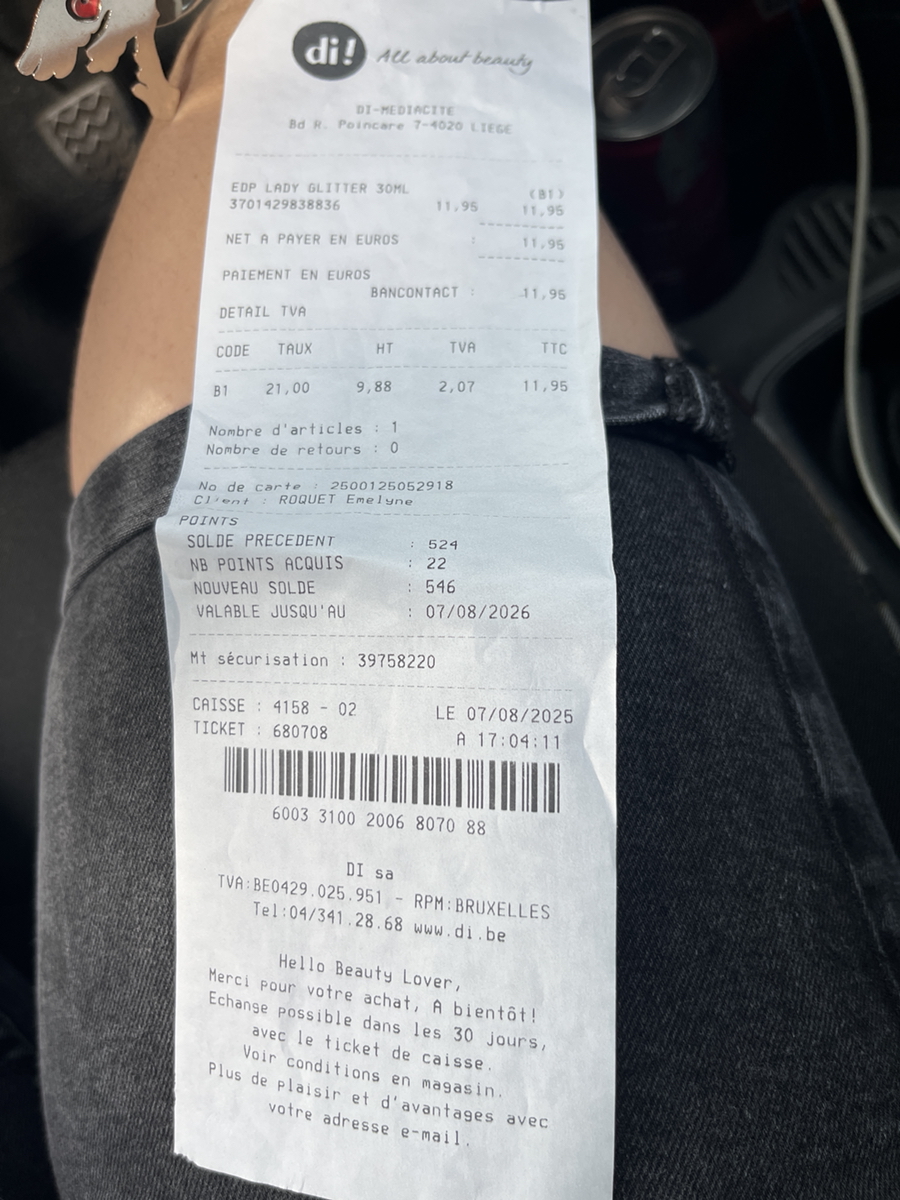 di! All about beauty
DI-MEDIACITE
Bd R. Poincare 7-4020 LIEGE
EDP LADY GLITTER 30ML (B1)
3701429838836 11,95 11,95
NET A PAYER EN EUROS : 11,95
PAIEMENT EN EUROS
BANCONTACT : 11,95
DETAIL TVA
CODE TAUX HT TVA TTC
B1 21,00 9,88 2,07 11,95
Nombre d'articles : 1
Nombre de retours : 0
No de carte : 2500125052918
Client : ROQUET Emelyne
POINTS
SOLDE PRECEDENT : 524
NB POINTS ACQUIS : 22
NOUVEAU SOLDE : 546
VALABLE JUSQU'AU : 07/08/2026
Mt sécurisation : 39758220
CAISSE : 4158 - 02 LE 07/08/2025
TICKET : 680708 A 17:04:11
6003 3100 2006 8070 88
DI sa
TVA:BE0429.025.951 - RPM:BRUXELLES
Tel:04/341.28.68 www.di.be
Hello Beauty Lover,
Merci pour votre achat, A bientôt!
Echange possible dans les 30 jours,
avec le ticket de caisse.
Voir conditions en magasin.
Plus de plaisir et d'avantages avec
votre adresse e-mail.